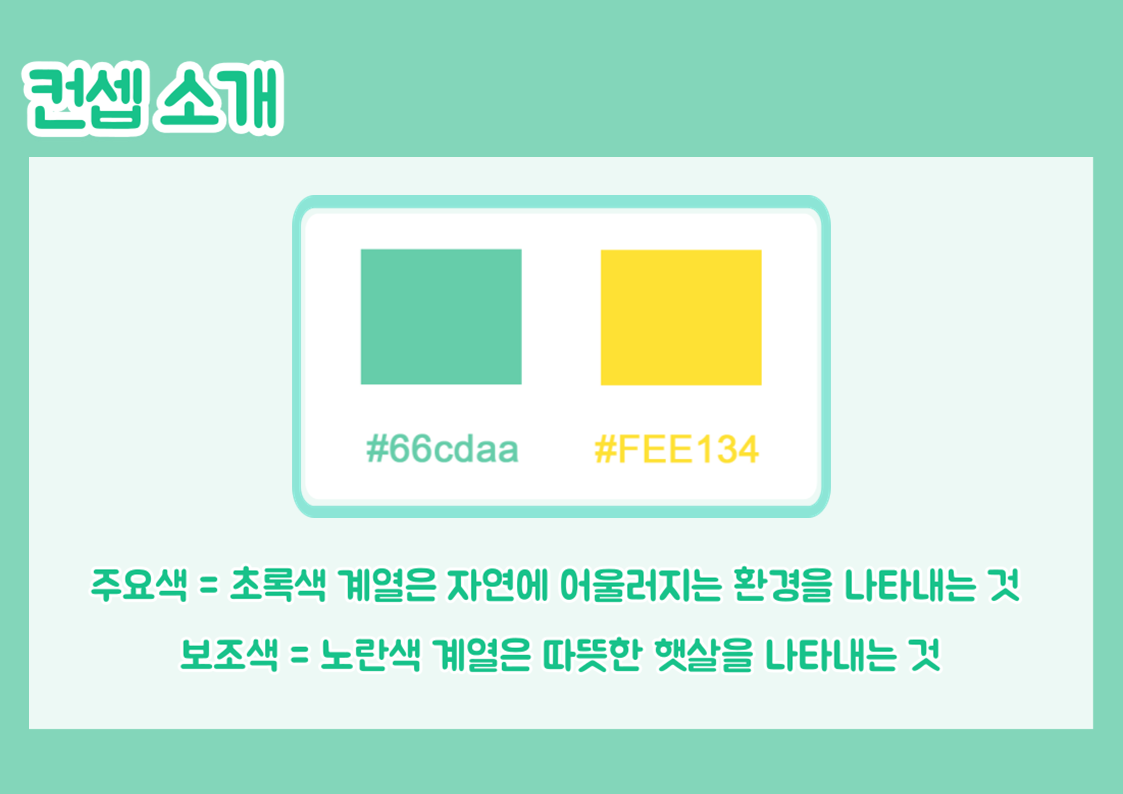 컨셉 소개
#66cdaa #FEE134
주요색 = 초록색 계열은 자연에 어울러지는 환경을 나타내는 것
보조색 = 노란색 계열은 따뜻한 햇살을 나타내는 것